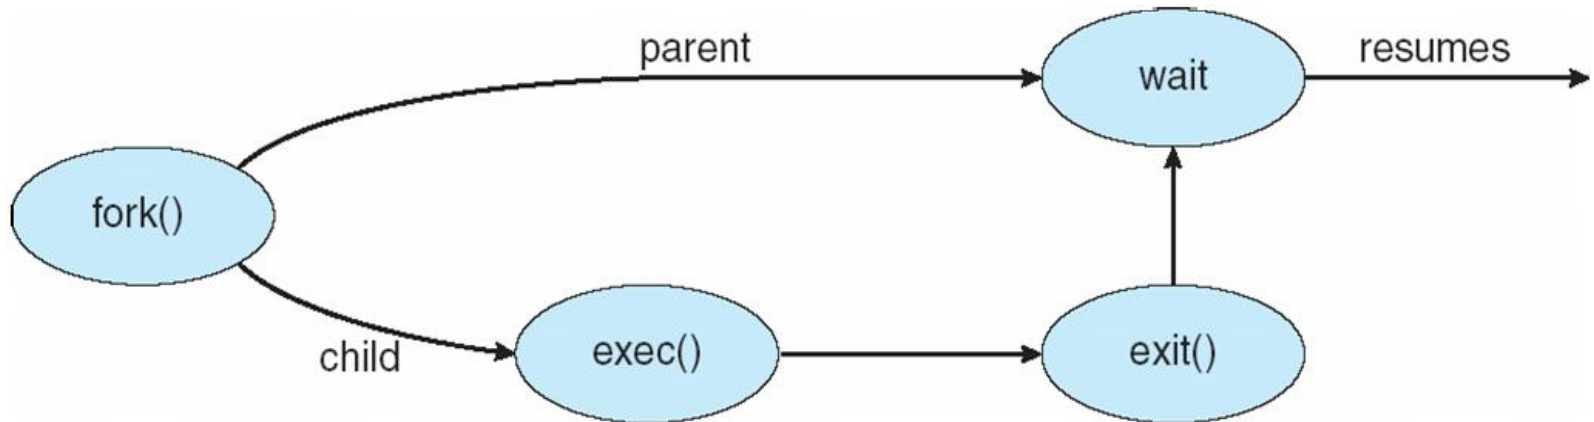 parent
wait
resumes
fork()
child
exec()
exit()